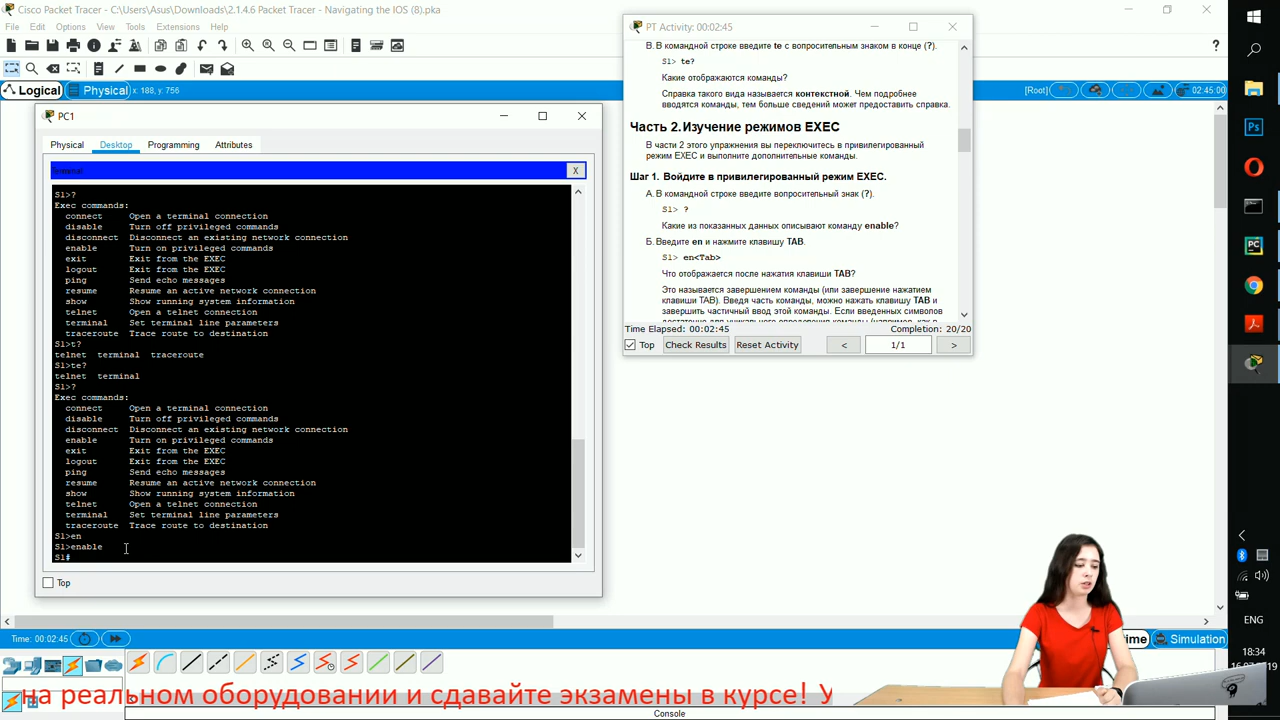 Cisco Packet Tracer - C:\Users\Asus\Downloads\2.1.4.6 Packet Tracer - Navigating the IOS (8).pka
File Edit Options View Tools Extensions Help
Logical Physical x: 188, y: 756
[Root]
02:45:00
PC1
Physical Desktop Programming Attributes
X
S1>?
Exec commands:
connect Open a terminal connection
disable Turn off privileged commands
disconnect Disconnect an existing network connection
enable Turn on privileged commands
exit Exit from the EXEC
logout Exit from the EXEC
ping Send echo messages
resume Resume an active network connection
show Show running system information
telnet Open a telnet connection
terminal Set terminal line parameters
traceroute Trace route to destination
S1>t?
telnet terminal traceroute
S1>te?
telnet terminal
S1>?
Exec commands:
connect Open a terminal connection
disable Turn off privileged commands
disconnect Disconnect an existing network connection
enable Turn on privileged commands
exit Exit from the EXEC
logout Exit from the EXEC
ping Send echo messages
resume Resume an active network connection
show Show running system information
telnet Open a telnet connection
terminal Set terminal line parameters
traceroute Trace route to destination
S1>en
S1>enable
S1#
Top
PT Activity: 00:02:45
В. В командной строке введите te с вопросительным знаком в конце (?).
S1> te?
Какие отображаются команды?
Справка такого вида называется контекстной. Чем подробнее
вводятся команды, тем больше сведений может предоставить справка.
Часть 2. Изучение режимов EXEC
В части 2 этого упражнения вы переключитесь в привилегированный
режим EXEC и выполните дополнительные команды.
Шаг 1. Войдите в привилегированный режим EXEC.
А. В командной строке введите вопросительный знак (?).
S1> ?
Какие из показанных данных описывают команду enable?
Б. Введите en и нажмите клавишу TAB.
S1> en<Tab>
Что отображается после нажатия клавиши TAB?
Это называется завершением команды (или завершение нажатием
клавиши TAB). Введя часть команды, можно нажать клавишу TAB и
завершить частичный ввод этой команды. Если введенных символов
Time Elapsed: 00:02:45 Completion: 20/20
Top Check Results Reset Activity < 1/1 >
Time: 00:02:45
Simulation
на реальном оборудовании и сдавайте экзамены в курсе! У
Console
ENG
18:34